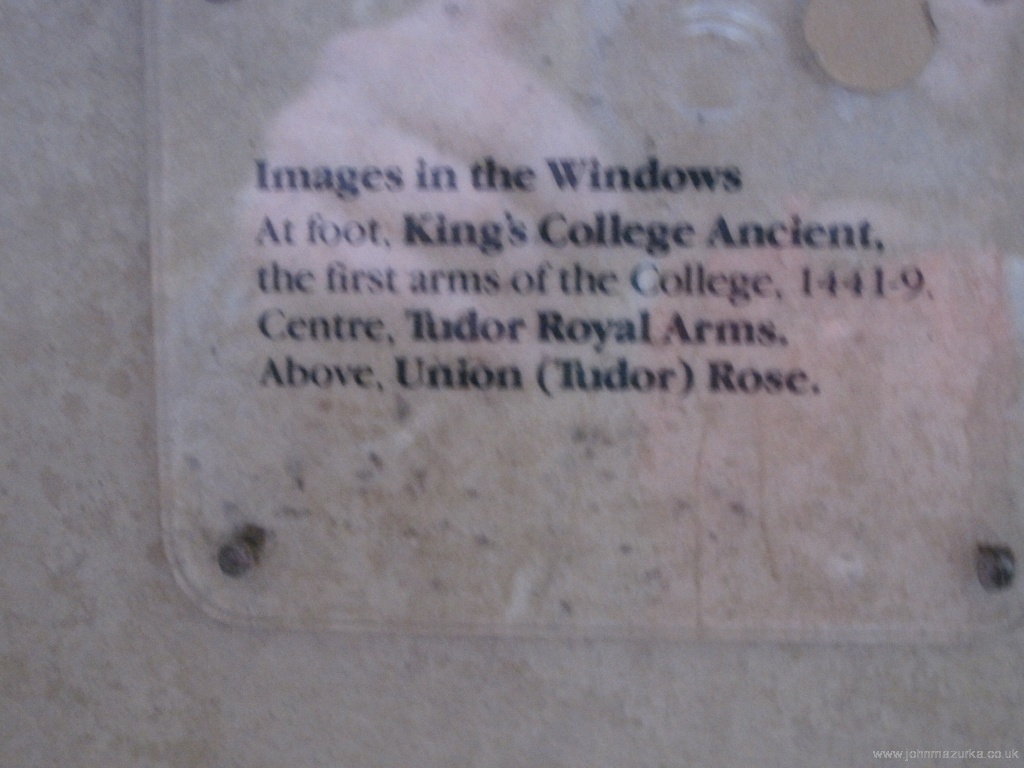 Images in the Windows
At foot, King's College Ancient,
the first arms of the College, 1441-9.
Centre, Tudor Royal Arms.
Above, Union (Tudor) Rose.
www.johnmazurka.co.uk